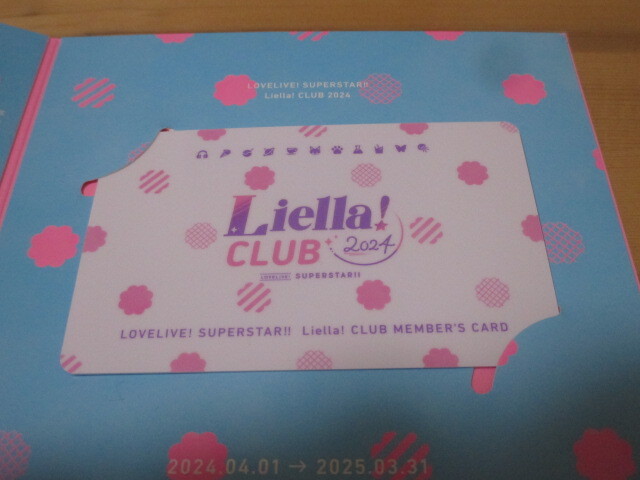 LOVELIVE! SUPERSTAR!!
Liella! CLUB 2024
Liella!
CLUB 2024
LOVELIVE! SUPERSTAR!!
LOVELIVE! SUPERSTAR!! Liella! CLUB MEMBER'S CARD
2024.04.01 → 2025.03.31